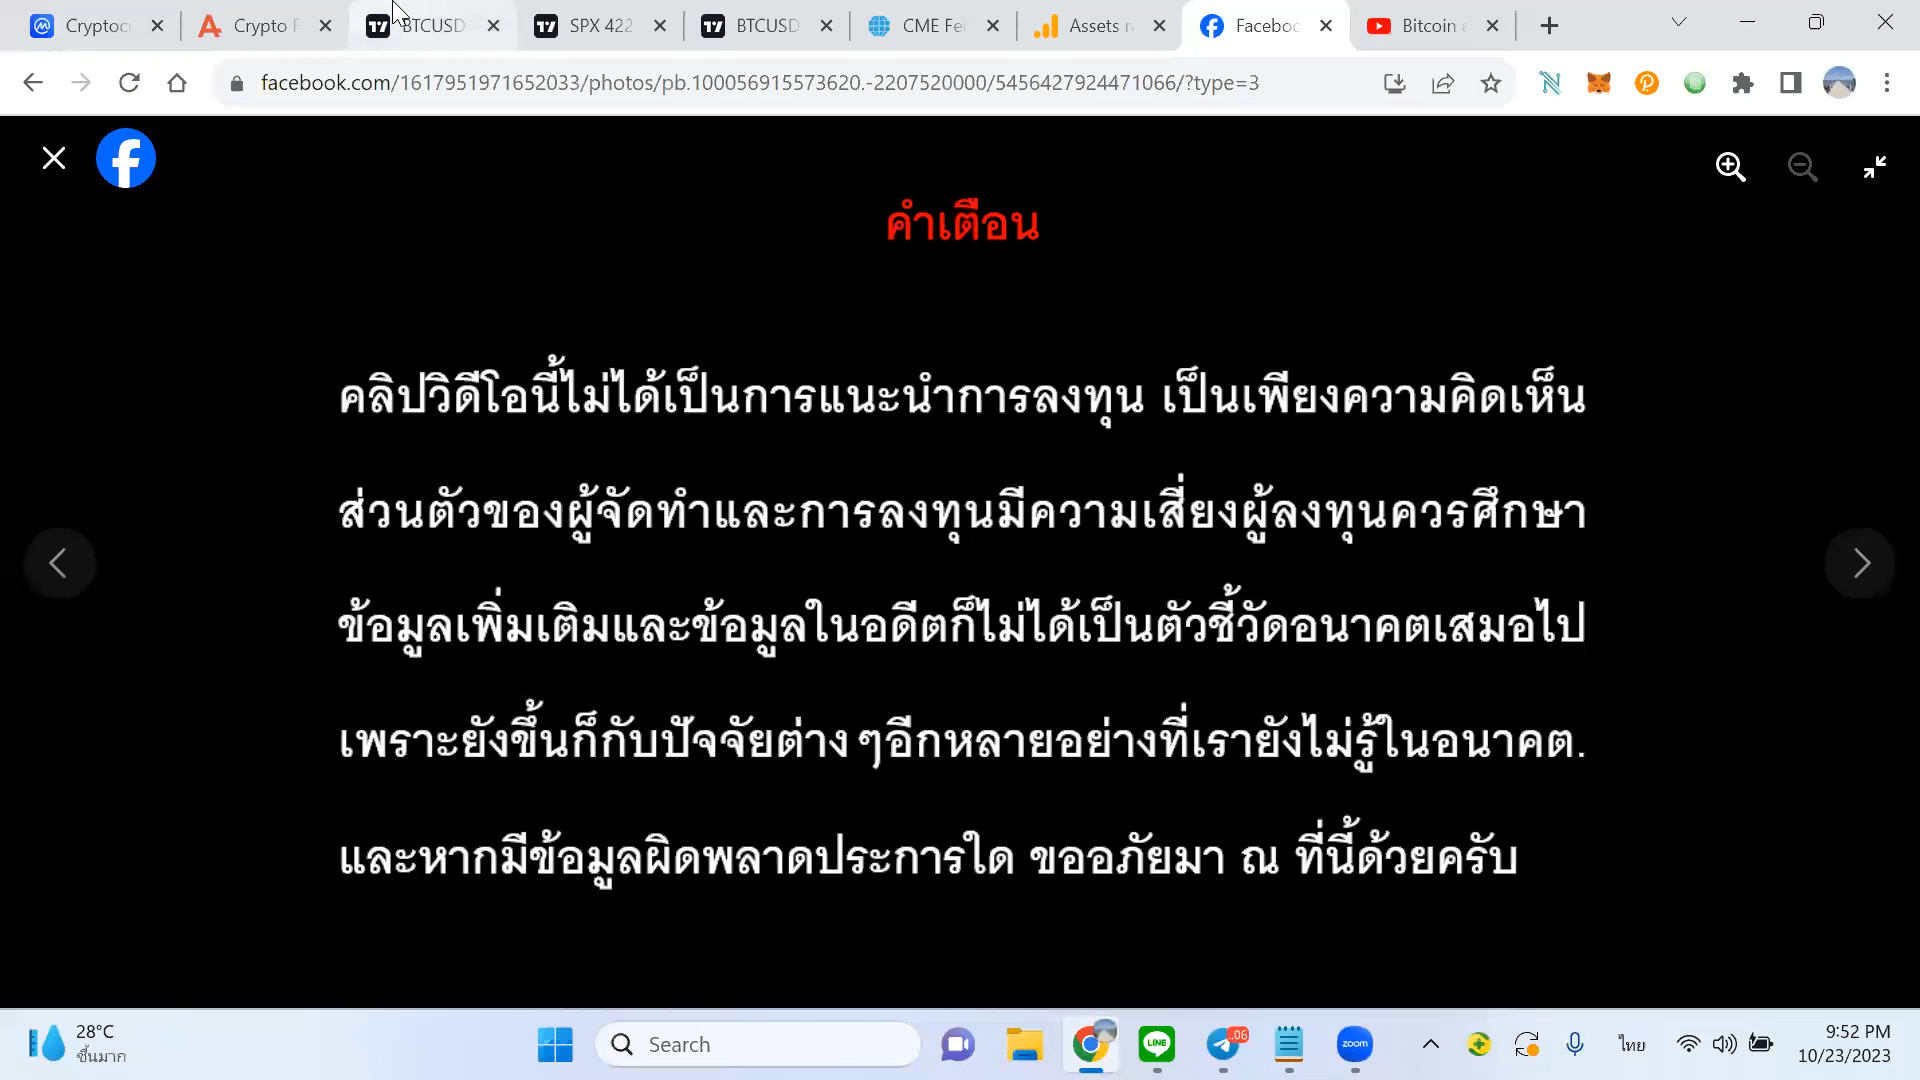 Crypto
Crypto F
BTCUSD
SPX 422
BTCUSD
CME Fe
Assets r
Faceboo
Bitcoin a
facebook.com/1617951971652033/photos/pb.100056915573620.-2207520000/5456427924471066/?type=3
คำเตือน
คลิปวิดีโอนี้ไม่ได้เป็นการแนะนำการลงทุน เป็นเพียงความคิดเห็น
ส่วนตัวของผู้จัดทำและการลงทุนมีความเสี่ยงผู้ลงทุนควรศึกษา
ข้อมูลเพิ่มเติมและข้อมูลในอดีตก็ไม่ได้เป็นตัวชี้วัดอนาคตเสมอไป
เพราะยังขึ้นก็กับปัจจัยต่างๆอีกหลายอย่างที่เรายังไม่รู้ในอนาคต.
และหากมีข้อมูลผิดพลาดประการใด ขออภัยมา ณ ที่นี้ด้วยครับ
28°C
ชื้นมาก
Search
LINE
.06
zoom
ไทย
9:52 PM
10/23/2023